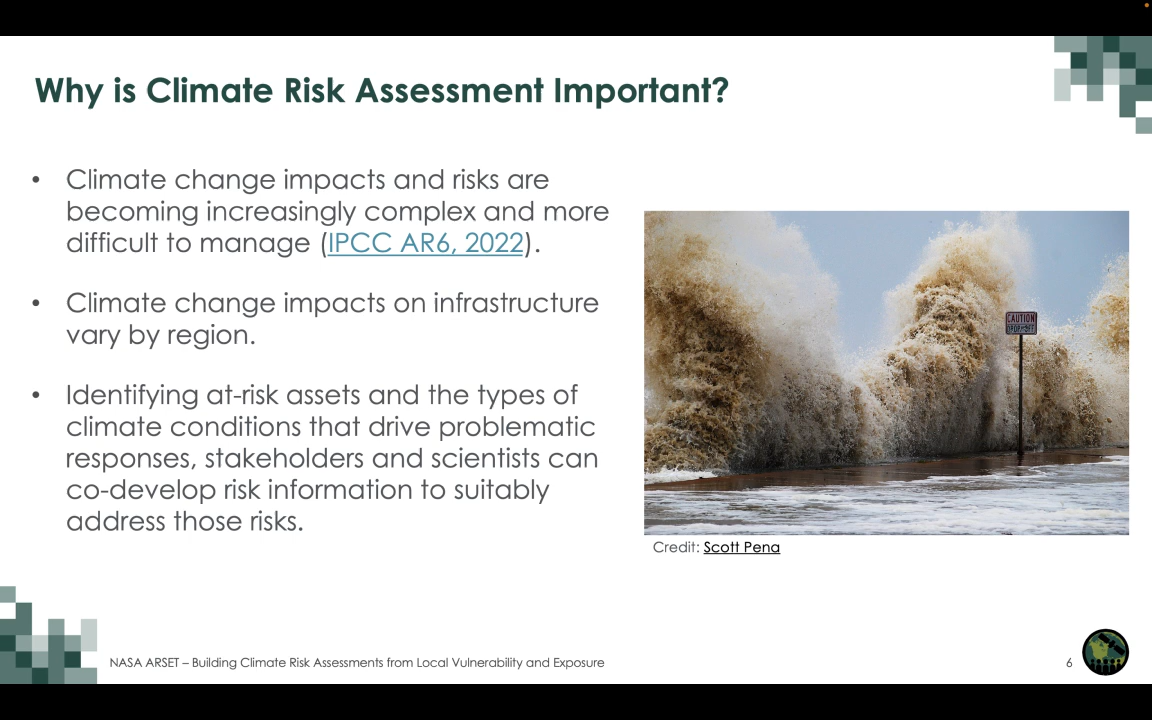 Why is Climate Risk Assessment Important?
• Climate change impacts and risks are
becoming increasingly complex and more
difficult to manage (IPCC AR6, 2022).
• Climate change impacts on infrastructure
vary by region.
• Identifying at-risk assets and the types of
climate conditions that drive problematic
responses, stakeholders and scientists can
co-develop risk information to suitably
address those risks.
CAUTION
DROP OFF
Credit: Scott Pena
NASA ARSET – Building Climate Risk Assessments from Local Vulnerability and Exposure
6